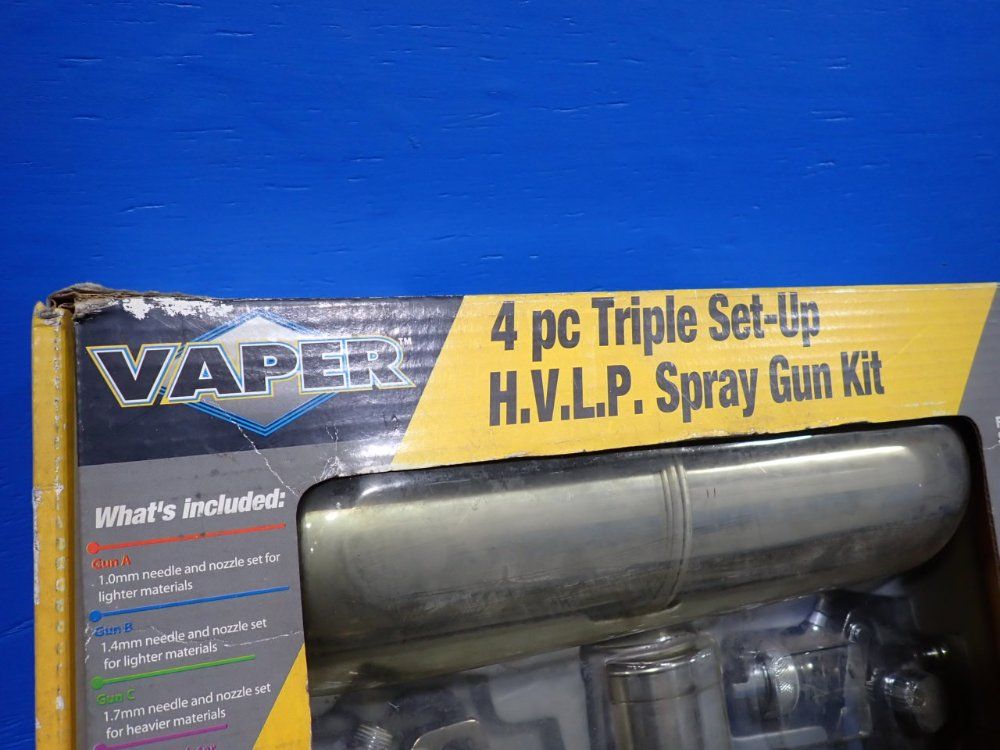 VAPER™
4 pc Triple Set-Up
H.V.L.P. Spray Gun Kit
What's included:
Gun A
1.0mm needle and nozzle set for
lighter materials
Gun B
1.4mm needle and nozzle set
for lighter materials
Gun C
1.7mm needle and nozzle set
for heavier materials